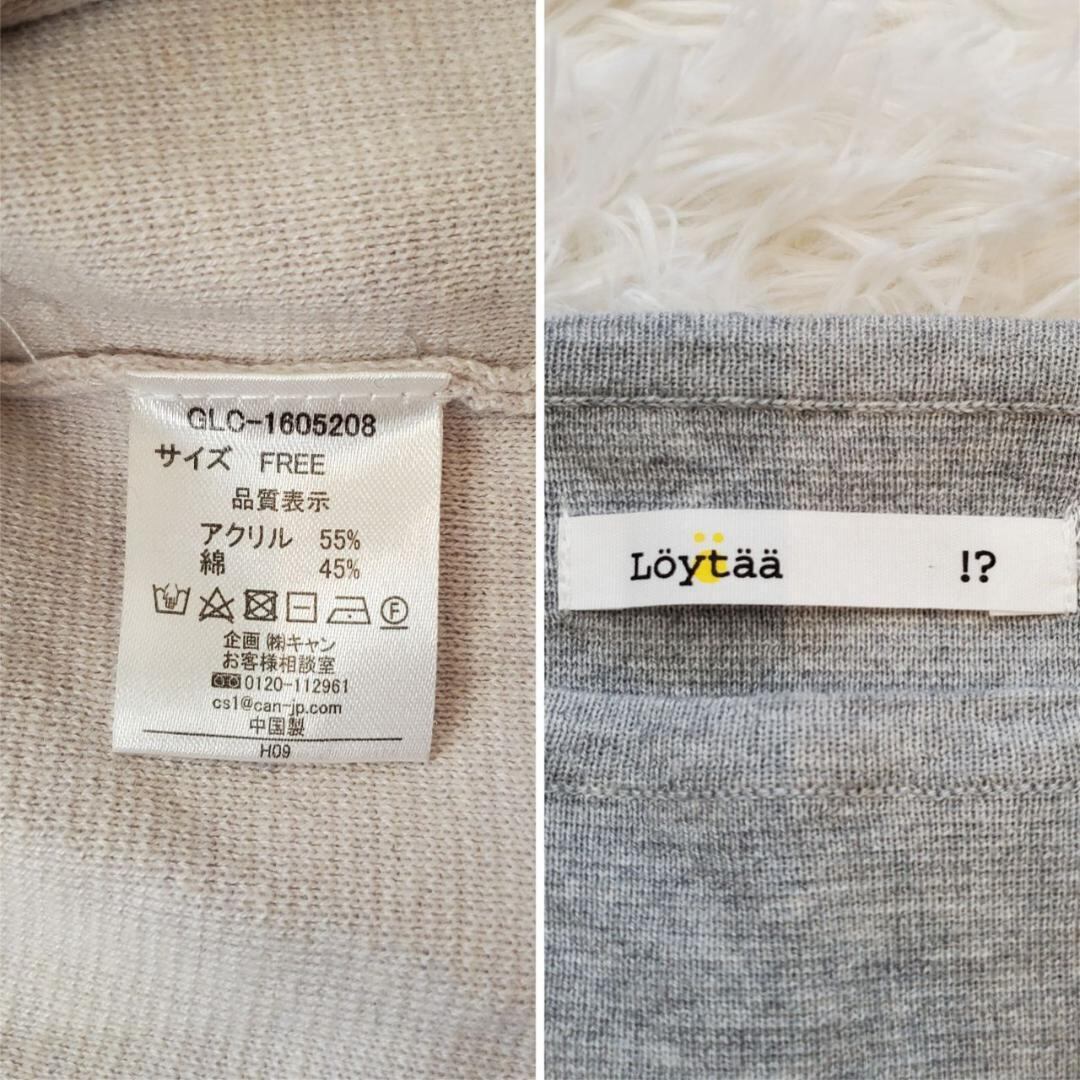 GLC-1605208
サイズ FREE
品質表示
アクリル 55%
綿 45%
F
企画 ㈱キャン
お客様相談室
0120-112961
cs1@can-jp.com
中国製
H09
Löytää !?